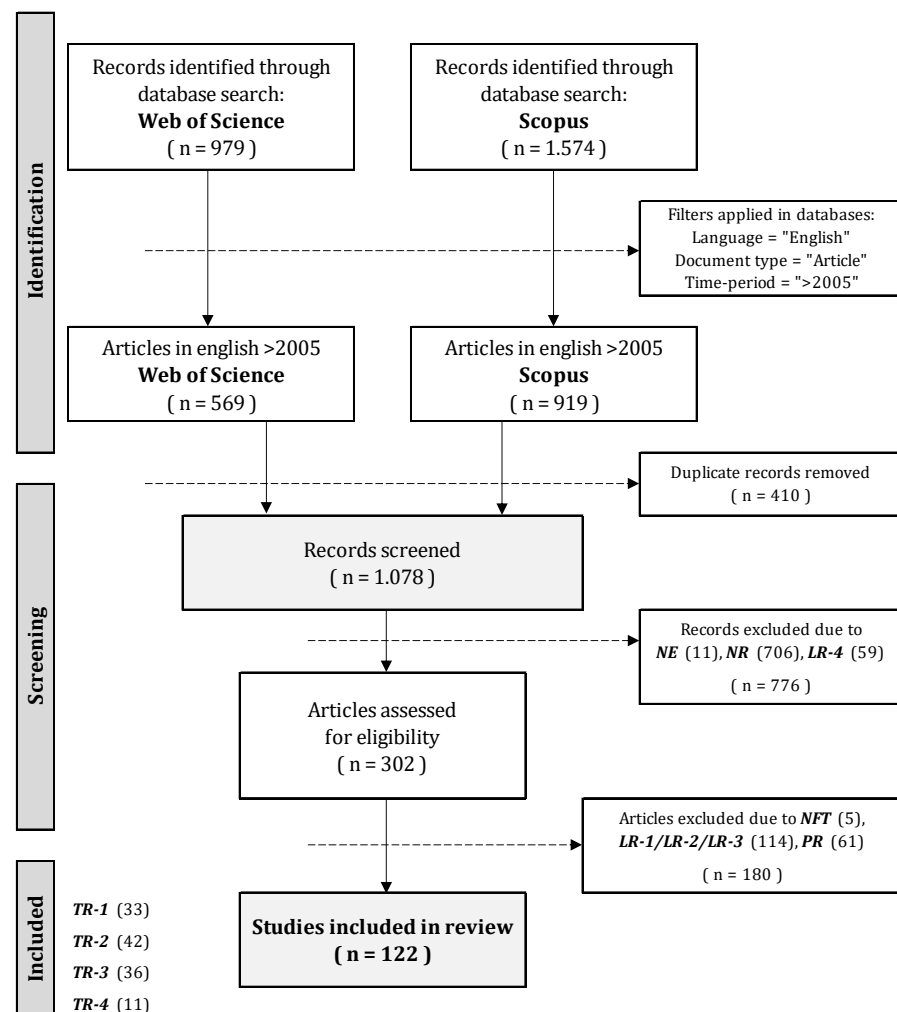 Identification
Records identified through
database search:
Web of Science
( n = 979 )
Records identified through
database search:
Scopus
( n = 1.574 )
Filters applied in databases:
Language = "English"
Document type = "Article"
Time-period = ">2005"
Articles in english >2005
Web of Science
( n = 569 )
Articles in english >2005
Scopus
( n = 919 )
Screening
Duplicate records removed
( n = 410 )
Records screened
( n = 1.078 )
Records excluded due to
NE (11), NR (706), LR-4 (59)
( n = 776 )
Articles assessed
for eligibility
( n = 302 )
Articles excluded due to NFT (5),
LR-1/LR-2/LR-3 (114), PR (61)
( n = 180 )
Included
TR-1 (33)
TR-2 (42)
TR-3 (36)
TR-4 (11)
Studies included in review
( n = 122 )